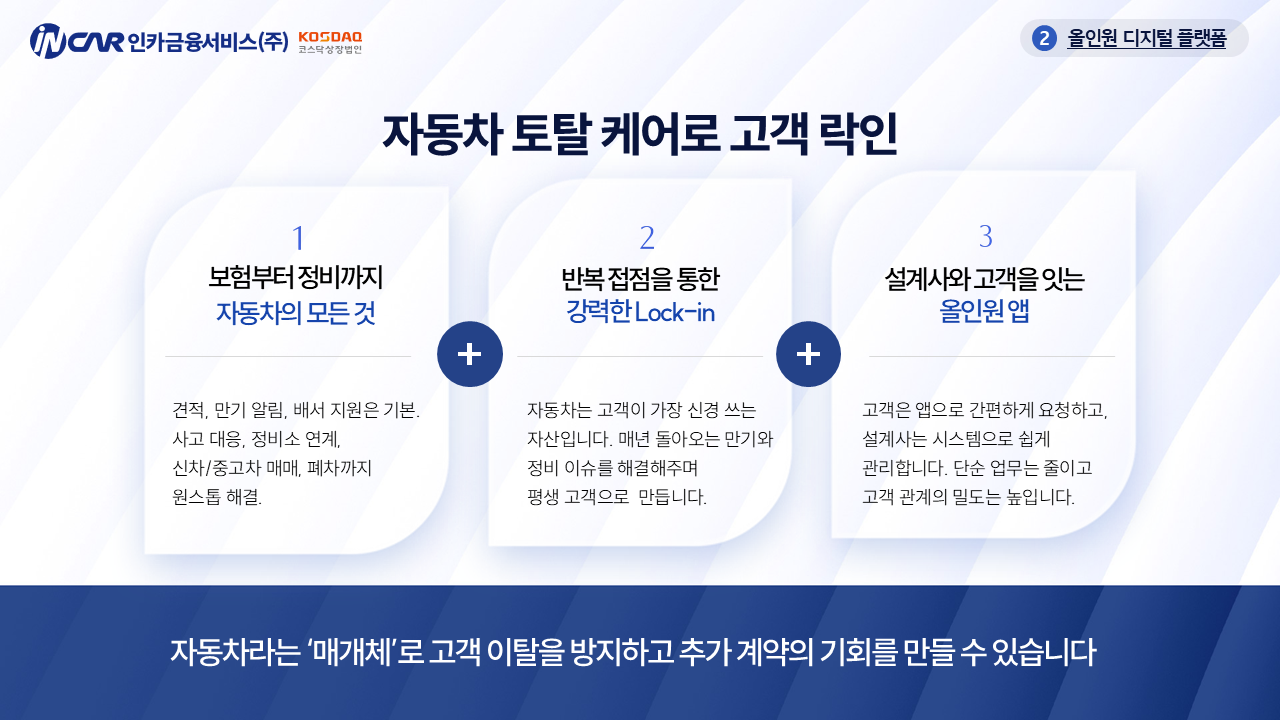 INCAR 인카금융서비스(주) KOSDAQ
코스닥상장법인
2 올인원 디지털 플랫폼
자동차 토탈 케어로 고객 락인
1
보험부터 정비까지
자동차의 모든 것
견적, 만기 알림, 배서 지원은 기본.
사고 대응, 정비소 연계,
신차/중고차 매매, 폐차까지
원스톱 해결.
+
2
반복 접점을 통한
강력한 Lock-in
자동차는 고객이 가장 신경 쓰는
자산입니다. 매년 돌아오는 만기와
정비 이슈를 해결해주며
평생 고객으로 만듭니다.
+
3
설계사와 고객을 잇는
올인원 앱
고객은 앱으로 간편하게 요청하고,
설계사는 시스템으로 쉽게
관리합니다. 단순 업무는 줄이고
고객 관계의 밀도는 높입니다.
자동차라는 ‘매개체’로 고객 이탈을 방지하고 추가 계약의 기회를 만들 수 있습니다